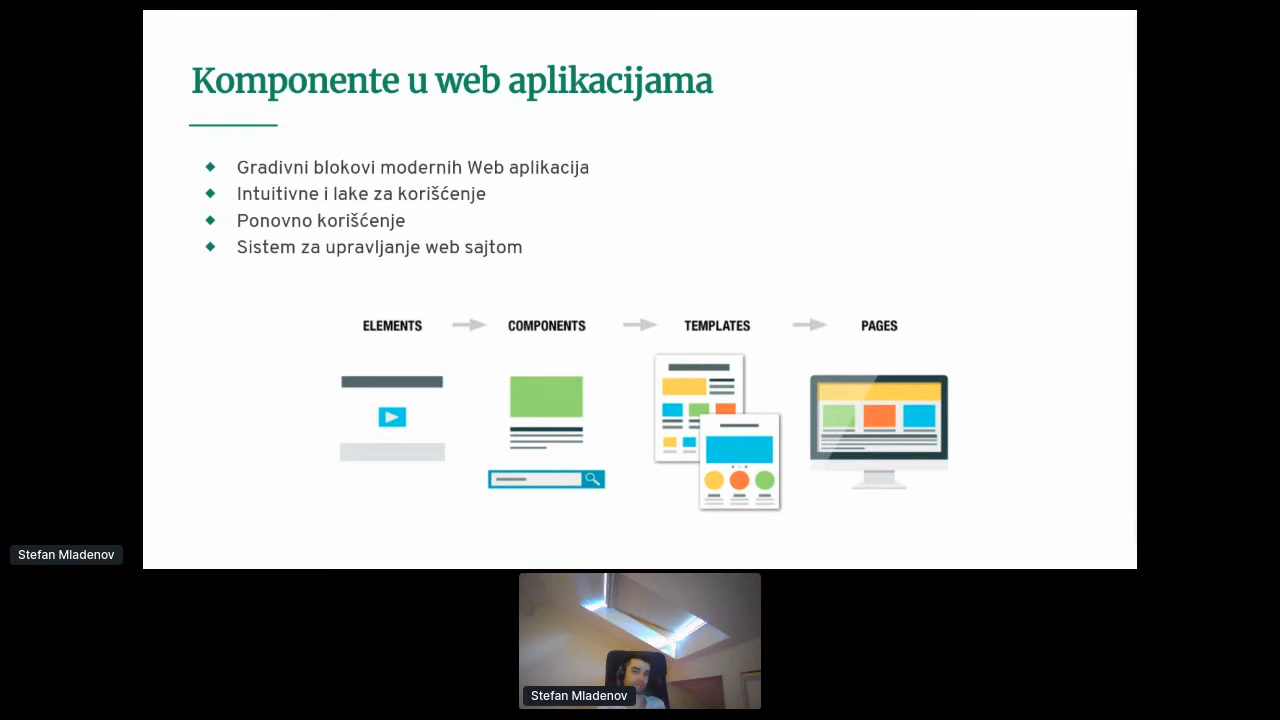 Komponente u web aplikacijama
Gradivni blokovi modernih Web aplikacija
Intuitivne i lake za korišćenje
Ponovno korišćenje
Sistem za upravljanje web sajtom
ELEMENTS
COMPONENTS
TEMPLATES
PAGES
Stefan Mladenov
Stefan Mladenov